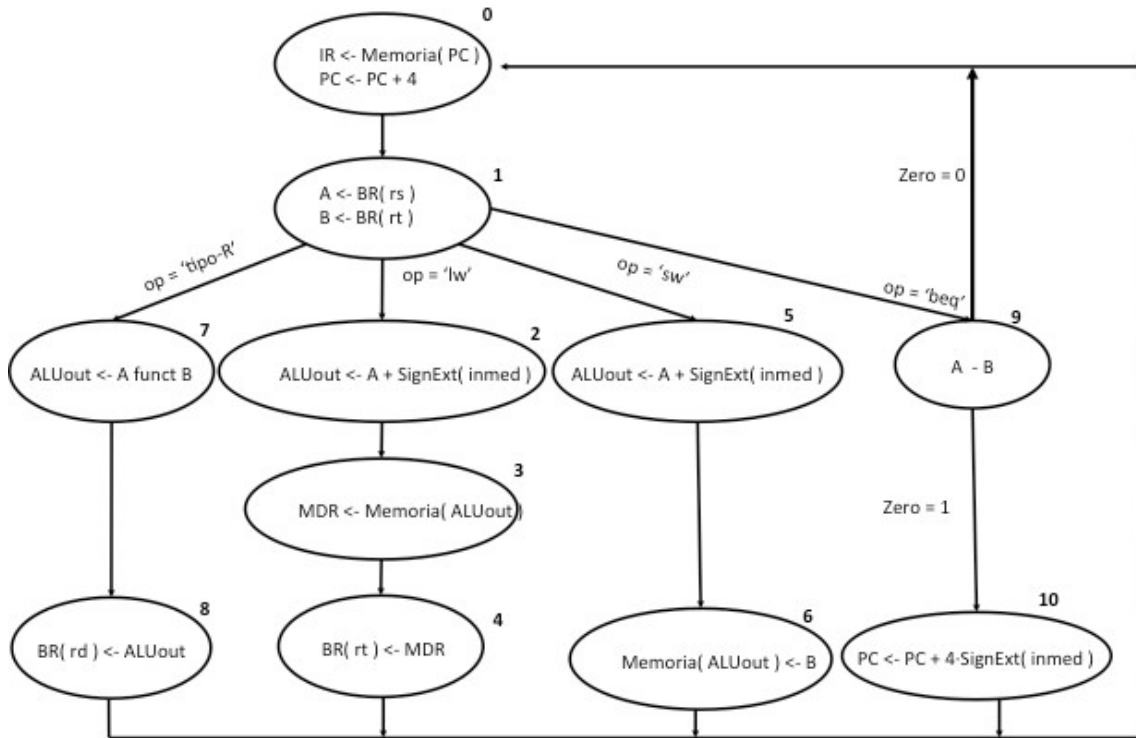 0
IR <- Memoria( PC )
PC <- PC + 4
1
A <- BR( rs )
B <- BR( rt )
Zero = 0
op = ‘tipo-R’
op = ‘lw’
op = ‘sw’
op = ‘beq’
7
ALUout <- A funct B
2
ALUout <- A + SignExt( inmed )
5
ALUout <- A + SignExt( inmed )
9
A - B
3
MDR <- Memoria( ALUout )
Zero = 1
8
BR( rd ) <- ALUout
4
BR( rt ) <- MDR
6
Memoria( ALUout ) <- B
10
PC <- PC + 4·SignExt( inmed )